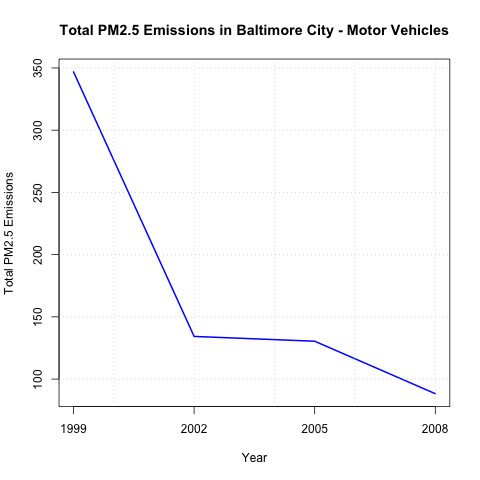 Total PM2.5 Emissions in Baltimore City - Motor Vehicles
Total PM2.5 Emissions
350
300
250
200
150
100
1999 2002 2005 2008
Year